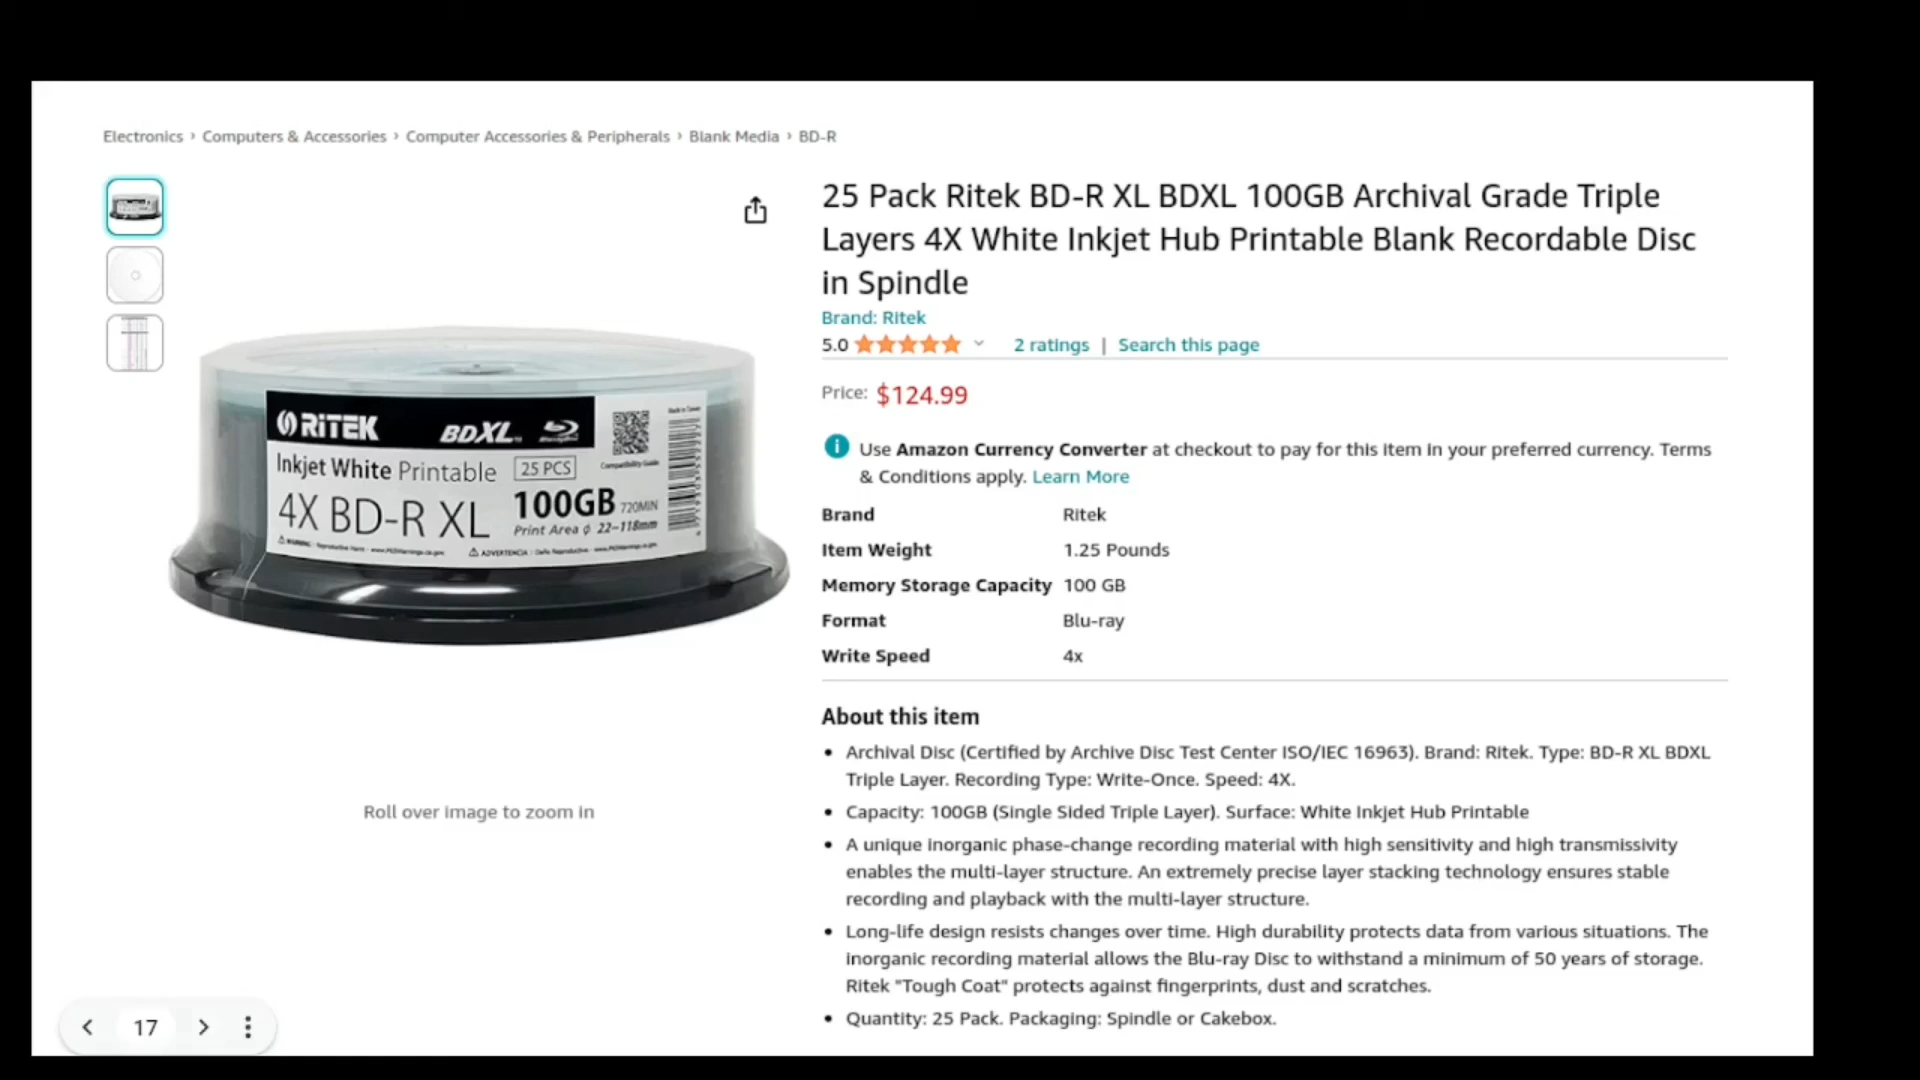 Electronics › Computers & Accessories › Computer Accessories & Peripherals › Blank Media › BD-R
25 Pack Ritek BD-R XL BDXL 100GB Archival Grade Triple
Layers 4X White Inkjet Hub Printable Blank Recordable Disc
in Spindle
Brand: Ritek
5.0
2 ratings | Search this page
Price: $124.99
Use Amazon Currency Converter at checkout to pay for this item in your preferred currency. Terms
& Conditions apply. Learn More
Brand Ritek
Item Weight 1.25 Pounds
Memory Storage Capacity 100 GB
Format Blu-ray
Write Speed 4x
RiTEK
BDXL
Made in Taiwan
Inkjet White Printable 25 PCS
Compatibility Guide
4X BD-R XL
100GB 720MIN
Print Area ϕ 22-118mm
Roll over image to zoom in
About this item
• Archival Disc (Certified by Archive Disc Test Center ISO/IEC 16963). Brand: Ritek. Type: BD-R XL BDXL
Triple Layer. Recording Type: Write-Once. Speed: 4X.
• Capacity: 100GB (Single Sided Triple Layer). Surface: White Inkjet Hub Printable
• A unique inorganic phase-change recording material with high sensitivity and high transmissivity
enables the multi-layer structure. An extremely precise layer stacking technology ensures stable
recording and playback with the multi-layer structure.
• Long-life design resists changes over time. High durability protects data from various situations. The
inorganic recording material allows the Blu-ray Disc to withstand a minimum of 50 years of storage.
Ritek "Tough Coat" protects against fingerprints, dust and scratches.
• Quantity: 25 Pack. Packaging: Spindle or Cakebox.
17